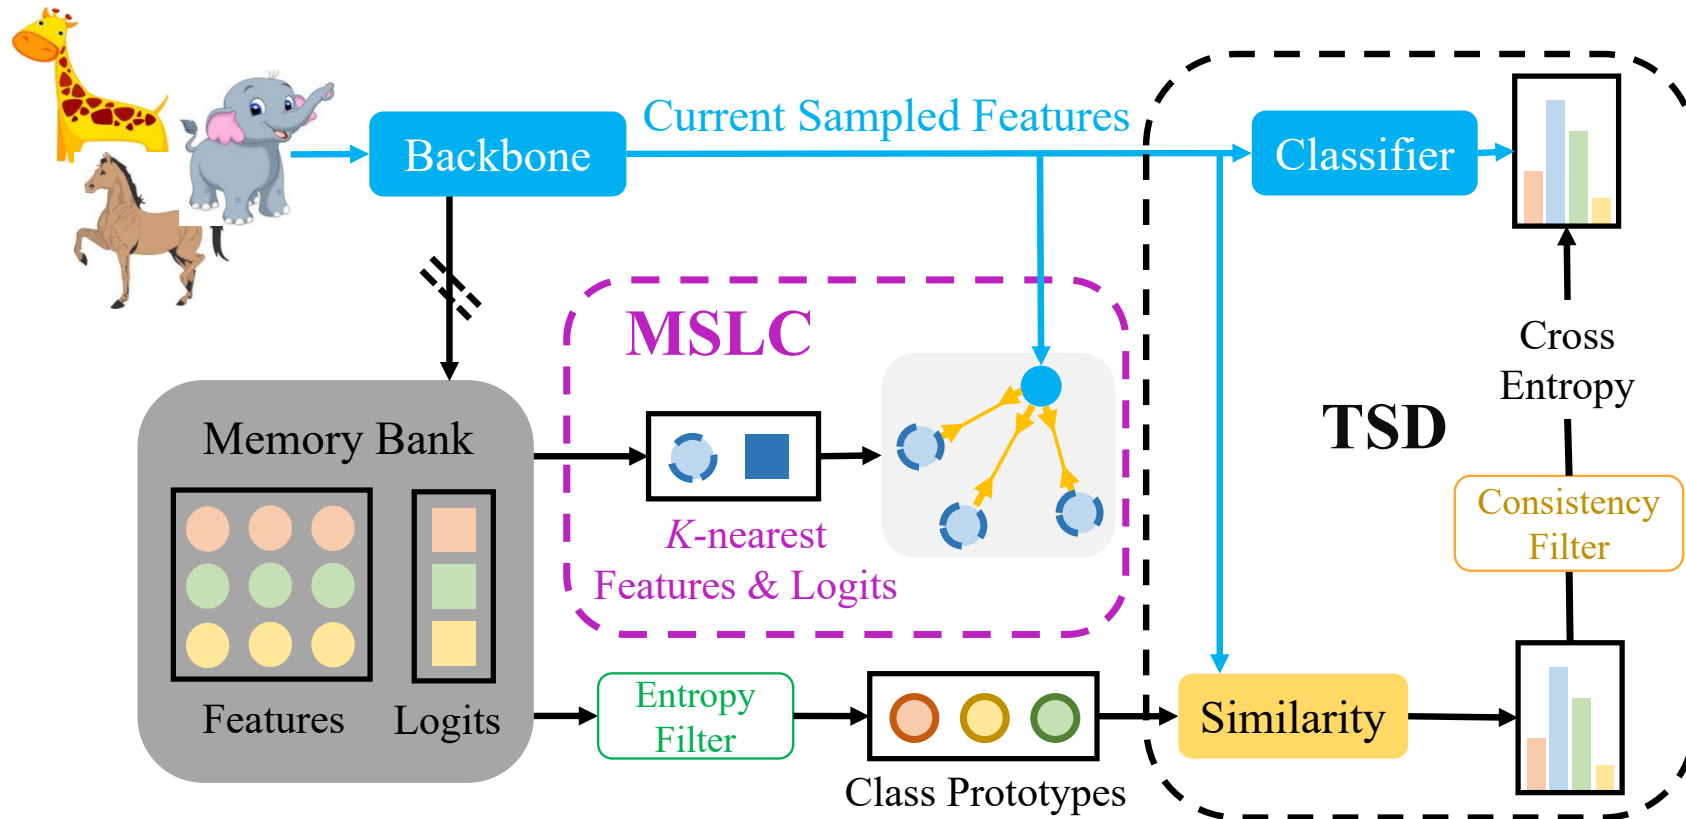 Current Sampled Features
Backbone
Classifier
MSLC
Cross
Entropy
TSD
Memory Bank
K-nearest
Features & Logits
Consistency
Filter
Features
Logits
Entropy
Filter
Similarity
Class Prototypes